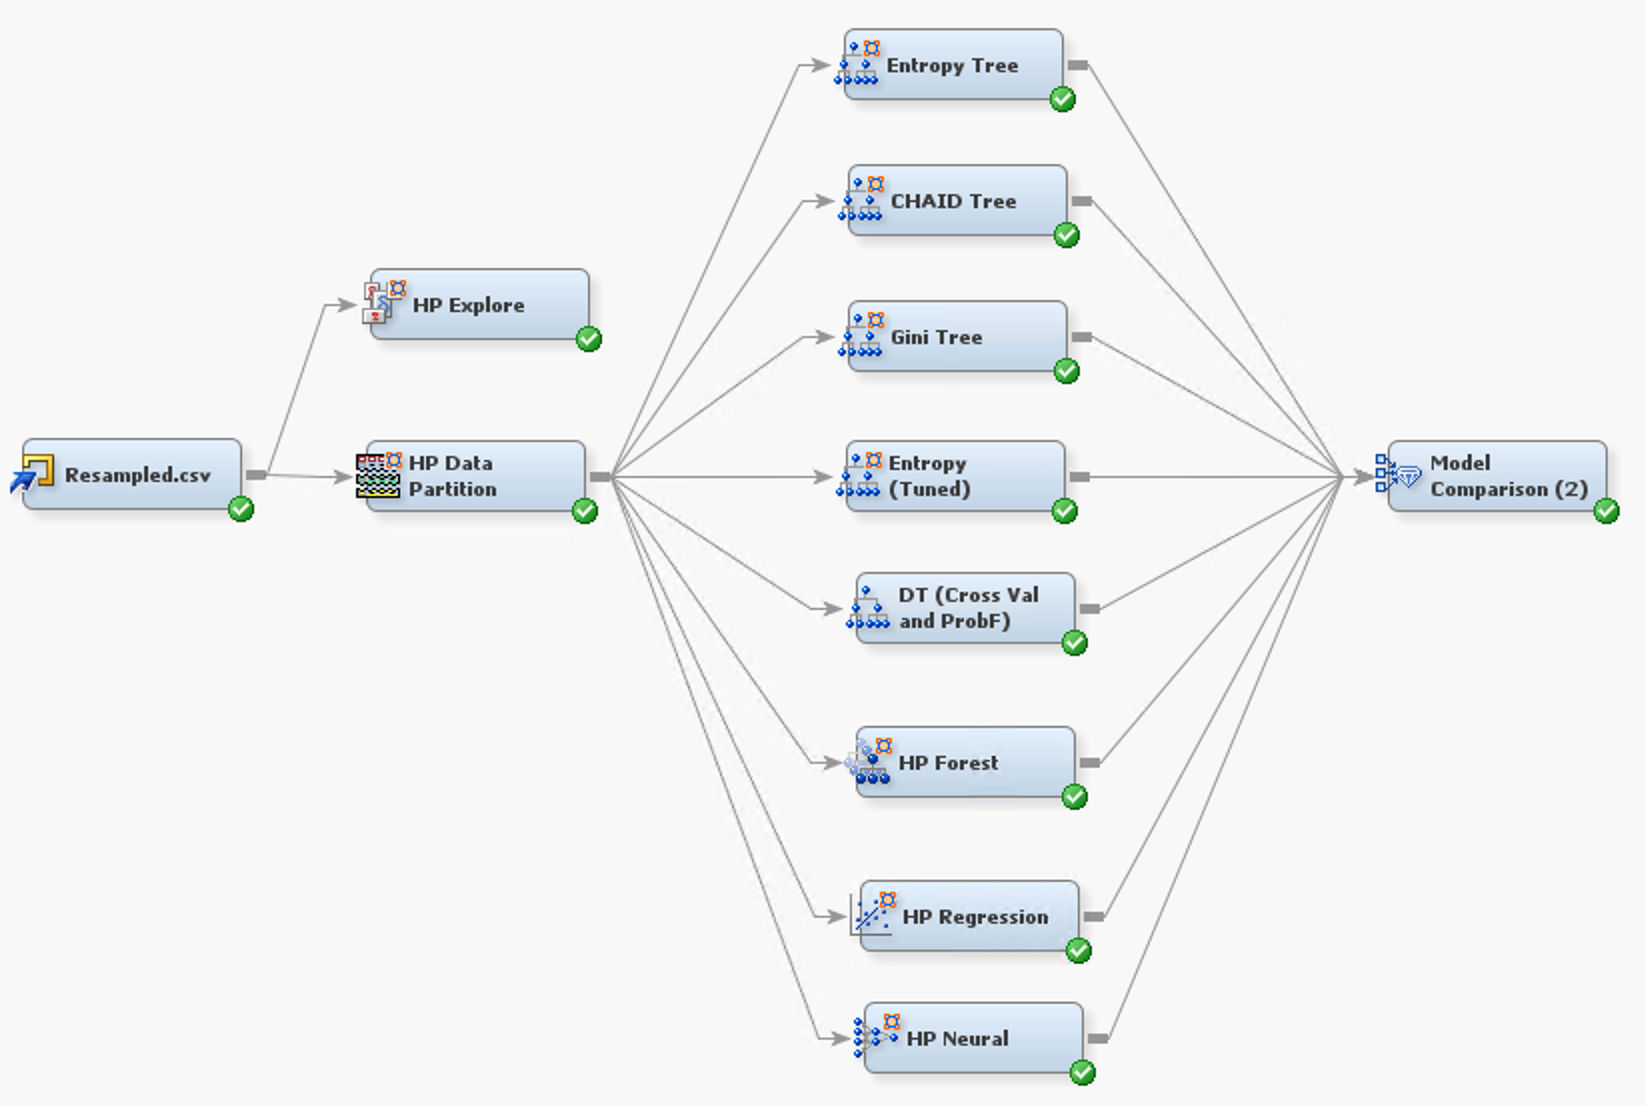 Entropy Tree
CHAID Tree
HP Explore
Gini Tree
Resampled.csv
HP Data
Partition
Entropy
(Tuned)
Model
Comparison (2)
DT (Cross Val
and ProbF)
HP Forest
HP Regression
HP Neural